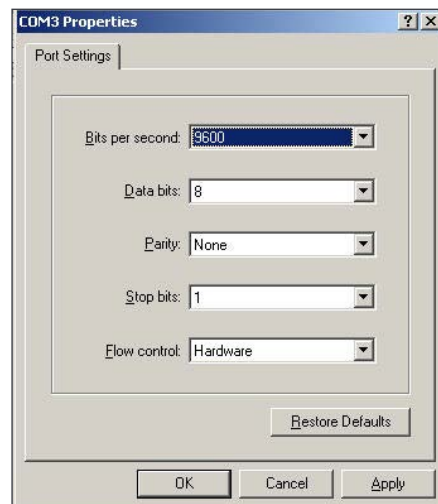 COM3 Properties
Port Settings
Bits per second: 9600
Data bits: 8
Parity: None
Stop bits: 1
Flow control: Hardware
Restore Defaults
OK Cancel Apply